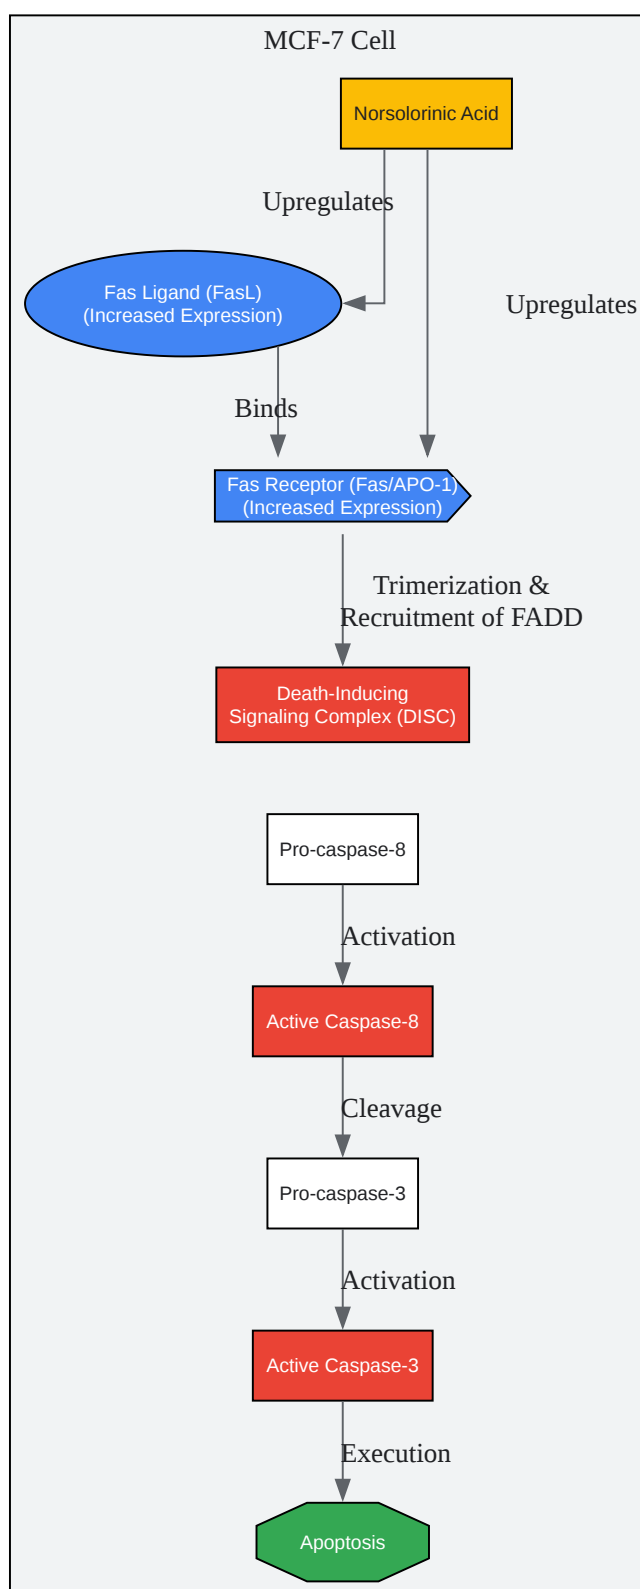 MCF-7 Cell
Norsolorinic Acid
Upregulates
Fas Ligand (FasL)
(Increased Expression)
Upregulates
Binds
Fas Receptor (Fas/APO-1)
(Increased Expression)
Trimerization &
Recruitment of FADD
Death-Inducing
Signaling Complex (DISC)
Pro-caspase-8
Activation
Active Caspase-8
Cleavage
Pro-caspase-3
Activation
Active Caspase-3
Execution
Apoptosis